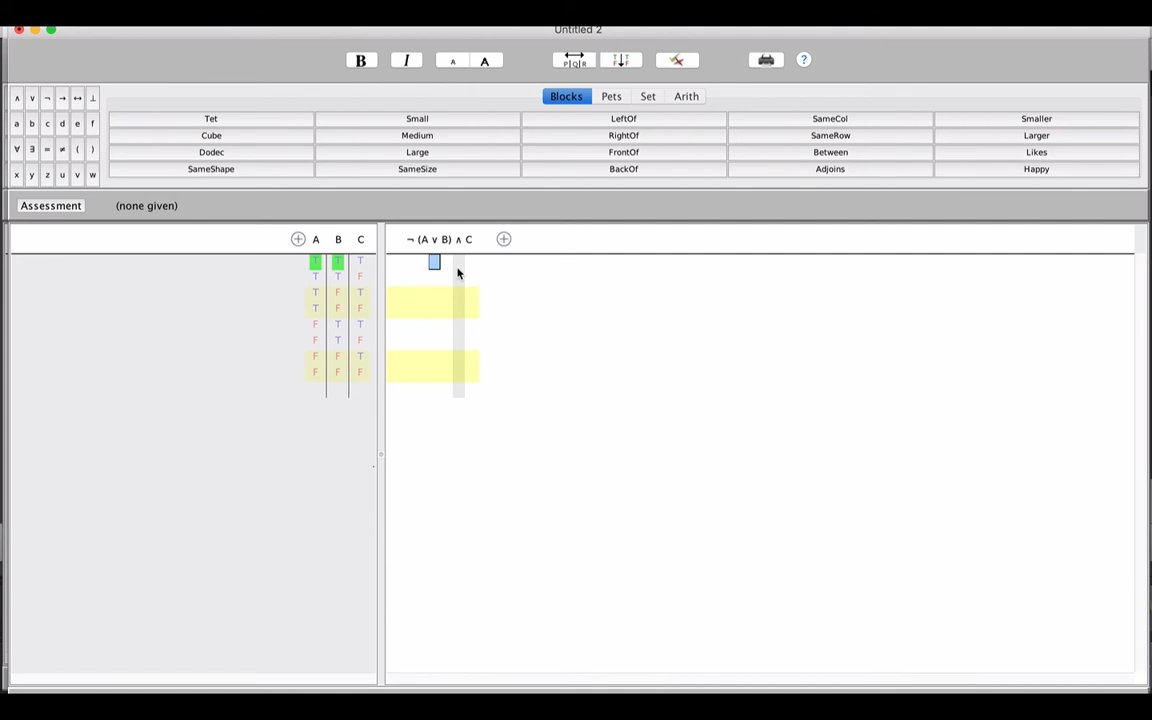 Untitled 2
B I A A P|Q|R T↓T F↓F ?
Blocks Pets Set Arith
∧ ∨ ¬ → ↔ ⊥
a b c d e f
∀ ∃ = ≠ ( )
x y z u v w
Tet Small LeftOf SameCol Smaller
Cube Medium RightOf SameRow Larger
Dodec Large FrontOf Between Likes
SameShape SameSize BackOf Adjoins Happy
Assessment (none given)
A B C ¬ (A ∨ B) ∧ C
T T T
T T F
T F T
T F F
F T T
F T F
F F T
F F F